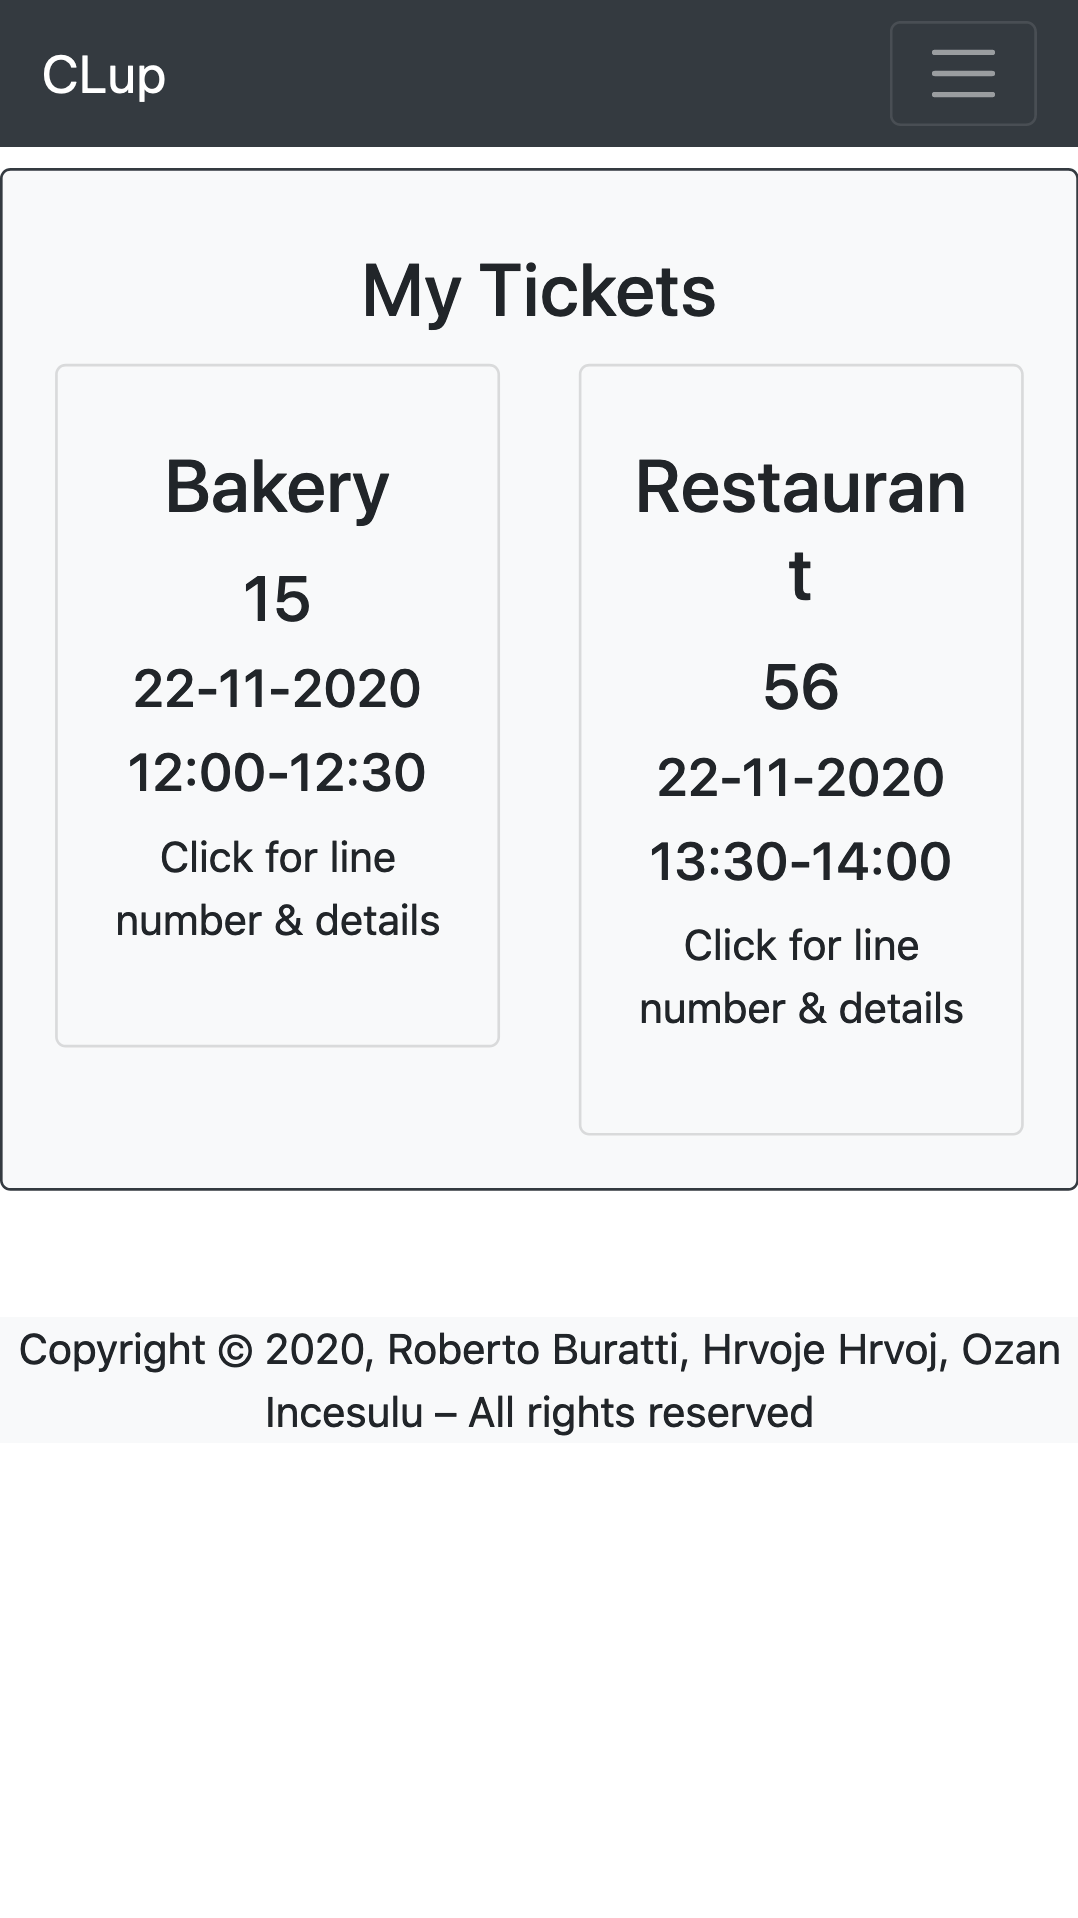 CLup
My Tickets
Bakery
15
22-11-2020
12:00-12:30
Click for line
number & details
Restauran
t
56
22-11-2020
13:30-14:00
Click for line
number & details
Copyright © 2020, Roberto Buratti, Hrvoje Hrvoj, Ozan
Incesulu – All rights reserved